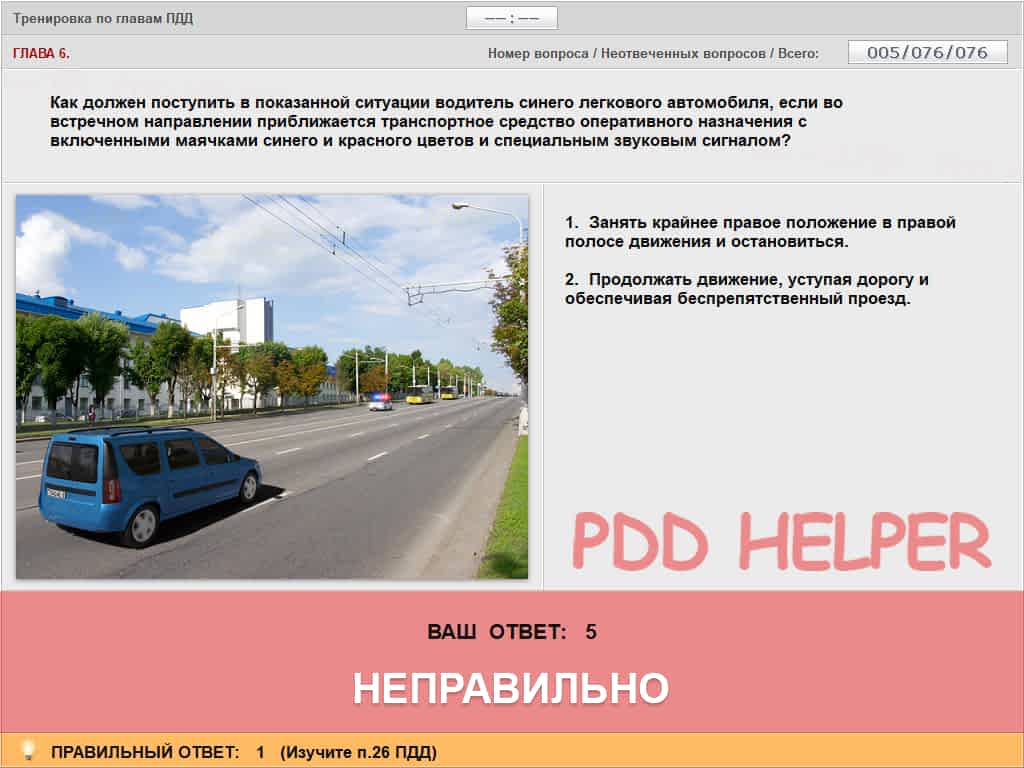 Тренировка по главам ПДД
—— : ——
ГЛАВА 6.
Номер вопроса / Неотвеченных вопросов / Всего:
005/076/076
Как должен поступить в показанной ситуации водитель синего легкового автомобиля, если во
встречном направлении приближается транспортное средство оперативного назначения с
включенными маячками синего и красного цветов и специальным звуковым сигналом?
1. Занять крайнее правое положение в правой
полосе движения и остановиться.
2. Продолжать движение, уступая дорогу и
обеспечивая беспрепятственный проезд.
PDD HELPER
ВАШ ОТВЕТ: 5
НЕПРАВИЛЬНО
ПРАВИЛЬНЫЙ ОТВЕТ: 1 (Изучите п.26 ПДД)